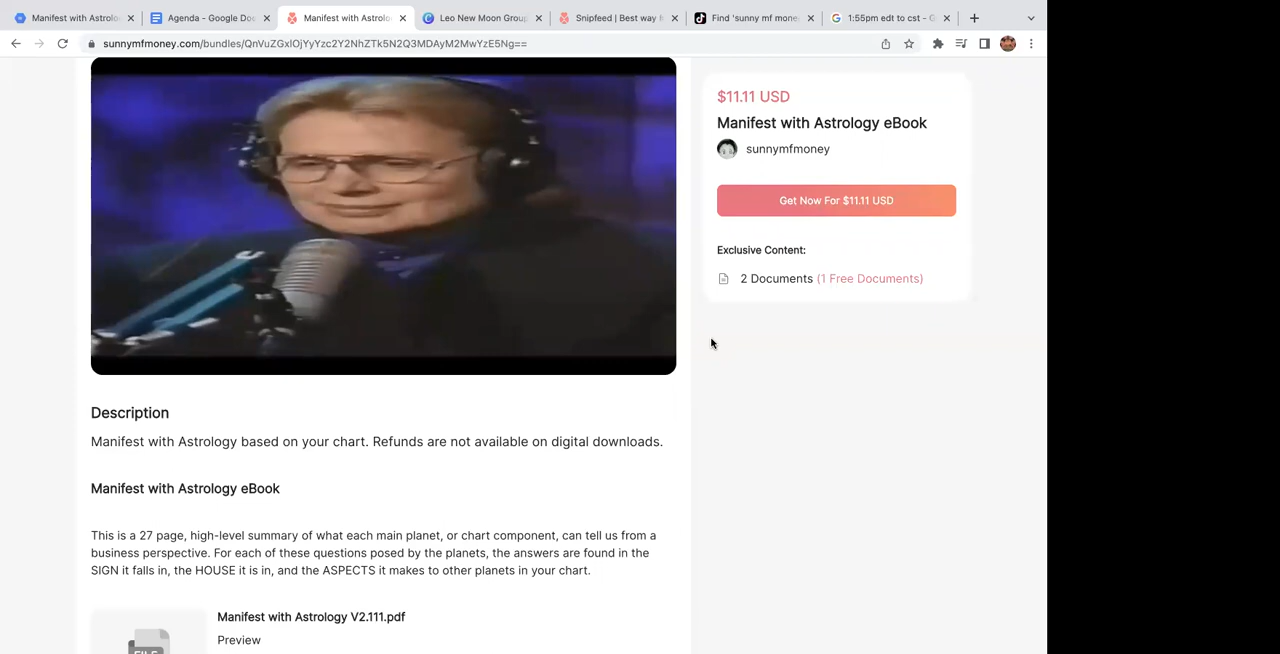 Manifest with Astrolo
Agenda - Google Doc
Manifest with Astrolo
Leo New Moon Group
Snipfeed | Best way
Find 'sunny mf mone
1:55pm edt to cst - G
sunnymfmoney.com/bundles/QnVuZGxlOjYyYzc2Y2NhZTk5N2Q3MDAyM2MwYzE5Ng==
$11.11 USD
Manifest with Astrology eBook
sunnymfmoney
Get Now For $11.11 USD
Exclusive Content:
2 Documents (1 Free Documents)
Description
Manifest with Astrology based on your chart. Refunds are not available on digital downloads.
Manifest with Astrology eBook
This is a 27 page, high-level summary of what each main planet, or chart component, can tell us from a
business perspective. For each of these questions posed by the planets, the answers are found in the
SIGN it falls in, the HOUSE it is in, and the ASPECTS it makes to other planets in your chart.
Manifest with Astrology V2.111.pdf
Preview
FILE